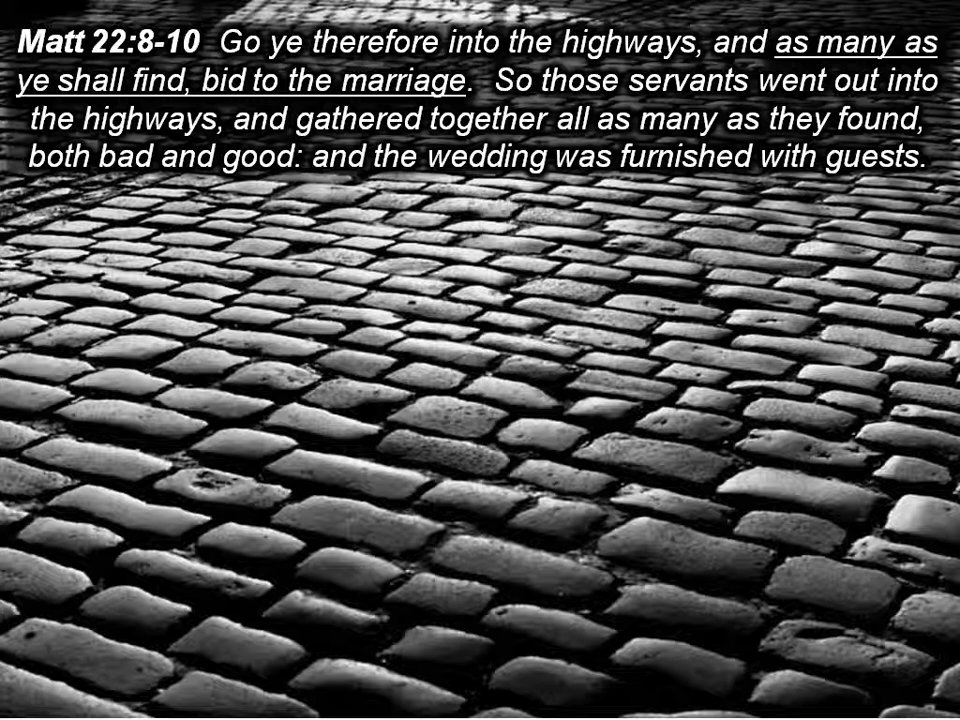 Matt 22:8-10  Go ye therefore into the highways, and as many as
ye shall find, bid to the marriage.  So those servants went out into
the highways, and gathered together all as many as they found,
both bad and good: and the wedding was furnished with guests.